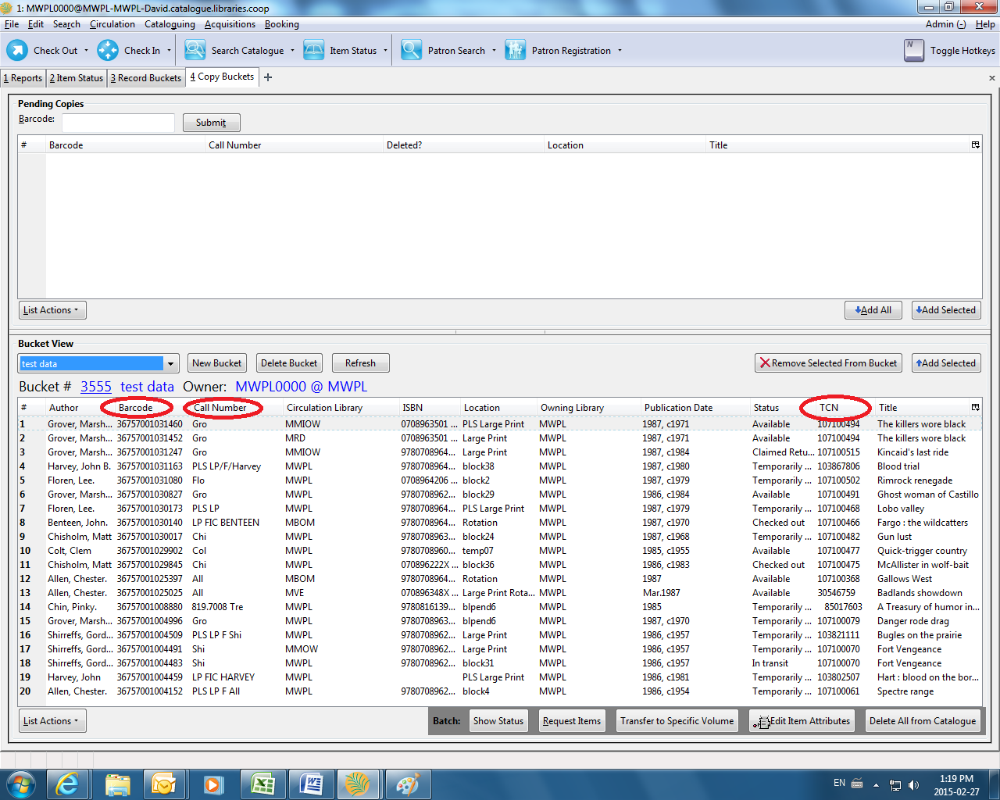 1: MWPL0000@MWPL-MWPL-David.catalogue.libraries.coop
File Edit Search Circulation Cataloguing Acquisitions Booking Admin (-) Help
Check Out Check In Search Catalogue Item Status Patron Search Patron Registration N Toggle Hotkeys
1 Reports 2 Item Status 3 Record Buckets 4 Copy Buckets
Pending Copies
Barcode: Submit
# Barcode Call Number Deleted? Location Title
List Actions Add All Add Selected
Bucket View
test data New Bucket Delete Bucket Refresh Remove Selected From Bucket Add Selected
Bucket # 3555 test data Owner: MWPL0000 @ MWPL
# Author Barcode Call Number Circulation Library ISBN Location Owning Library Publication Date Status TCN Title
1 Grover, Marsh... 36757001031460 Gro MMIOW 0708963501 ... PLS Large Print MWPL 1987, c1971 Available 107100494 The killers wore black
2 Grover, Marsh... 36757001031452 Gro MRD 0708963501 ... Large Print MWPL 1987, c1971 Available 107100494 The killers wore black
3 Grover, Marsh... 36757001031247 Gro MMIOW 9780708964... Large Print MWPL 1987, c1984 Claimed Retu... 107100515 Kincaid's last ride
4 Harvey, John B. 36757001031163 PLS LP/F/Harvey MWPL 9780708964... block38 MWPL 1987, c1980 Temporarily ... 103867806 Blood trial
5 Floren, Lee. 36757001031080 Flo MWPL 0708964206 ... block2 MWPL 1987, c1979 Temporarily ... 107100502 Rimrock renegade
6 Grover, Marsh... 36757001030827 Gro MWPL 9780708962... block29 MWPL 1986, c1984 Available 107100491 Ghost woman of Castillo
7 Floren, Lee. 36757001030173 PLS LP MWPL 9780708962... PLS Large Print MWPL 1987, c1979 Temporarily ... 107100468 Lobo valley
8 Benteen, John. 36757001030140 LP FIC BENTEEN MBOM 9780708964... Rotation MWPL 1987, c1970 Checked out 107100466 Fargo : the wildcatters
9 Chisholm, Matt 36757001030017 Chi MWPL 9780708963... block24 MWPL 1987, c1968 Temporarily ... 107100482 Gun lust
10 Colt, Clem 36757001029902 Col MWPL 9780708960... temp07 MWPL 1985, c1955 Available 107100477 Quick-trigger country
11 Chisholm, Matt 36757001029845 Chi MWPL 070896222X ... block36 MWPL 1986, c1983 Checked out 107100475 McAllister in wolf-bait
12 Allen, Chester. 36757001025397 All MBOM 9780708964... Rotation MWPL 1987 Available 107100368 Gallows West
13 Allen, Chester. 36757001025025 All MVE 070896348X ... Large Print Rota... MWPL Mar.1987 Available 30546759 Badlands showdown
14 Chin, Pinky. 36757001008880 819.7008 Tre MWPL 9780816139... blpend6 MWPL 1985 Temporarily ... 85017603 A Treasury of humor in...
15 Grover, Marsh... 36757001004996 Gro MWPL 9780708962... blpend6 MWPL 1987, c1970 Temporarily ... 107100079 Danger rode drag
16 Shirreffs, Gord... 36757001004509 PLS LP F Shi MWPL 9780708962... Large Print MWPL 1986, c1957 Temporarily ... 103821111 Bugles on the prairie
17 Shirreffs, Gord... 36757001004491 Shi MMOW 9780708962... Large Print MWPL 1986, c1957 Temporarily ... 107100070 Fort Vengeance
18 Shirreffs, Gord... 36757001004483 Shi MWPL 9780708962... block31 MWPL 1986, c1957 In transit 107100070 Fort Vengeance
19 Harvey, John 36757001004459 LP FIC HARVEY MWPL PLS Large Print MWPL 1986, c1981 Temporarily ... 103802507 Hart : blood on the bor...
20 Allen, Chester. 36757001004152 PLS LP F All MWPL 9780708962... block4 MWPL 1986, c1954 Temporarily ... 107100061 Spectre range
List Actions Batch: Show Status Request Items Transfer to Specific Volume Edit Item Attributes Delete All from Catalogue
EN 1:19 PM
2015-02-27